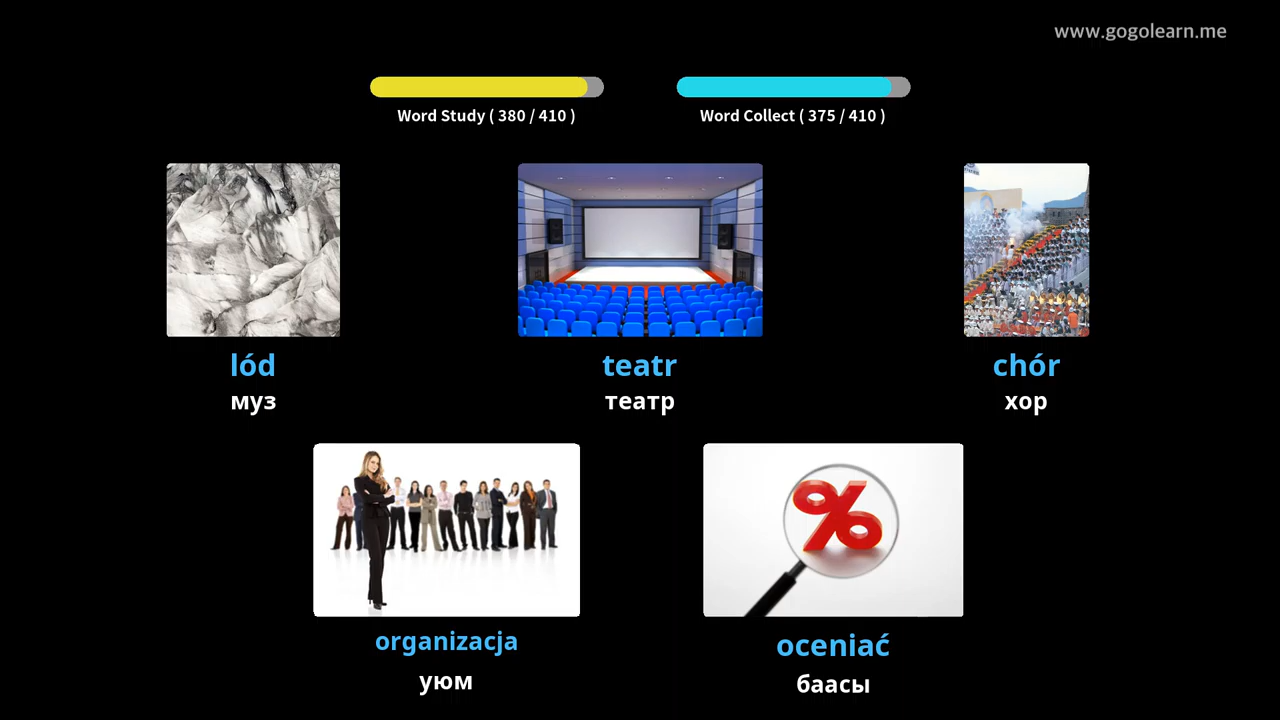 www.gogolearn.me
Word Study ( 380 / 410 )
Word Collect ( 375 / 410 )
lód
teatr
chór
муз
театр
хор
organizacja
oceniać
уюм
баасы